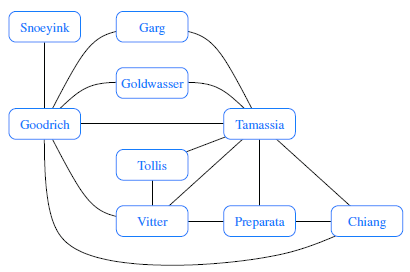 Snoeyink
Garg
Goldwasser
Goodrich
Tamassia
Tollis
Vitter
Preparata
Chiang